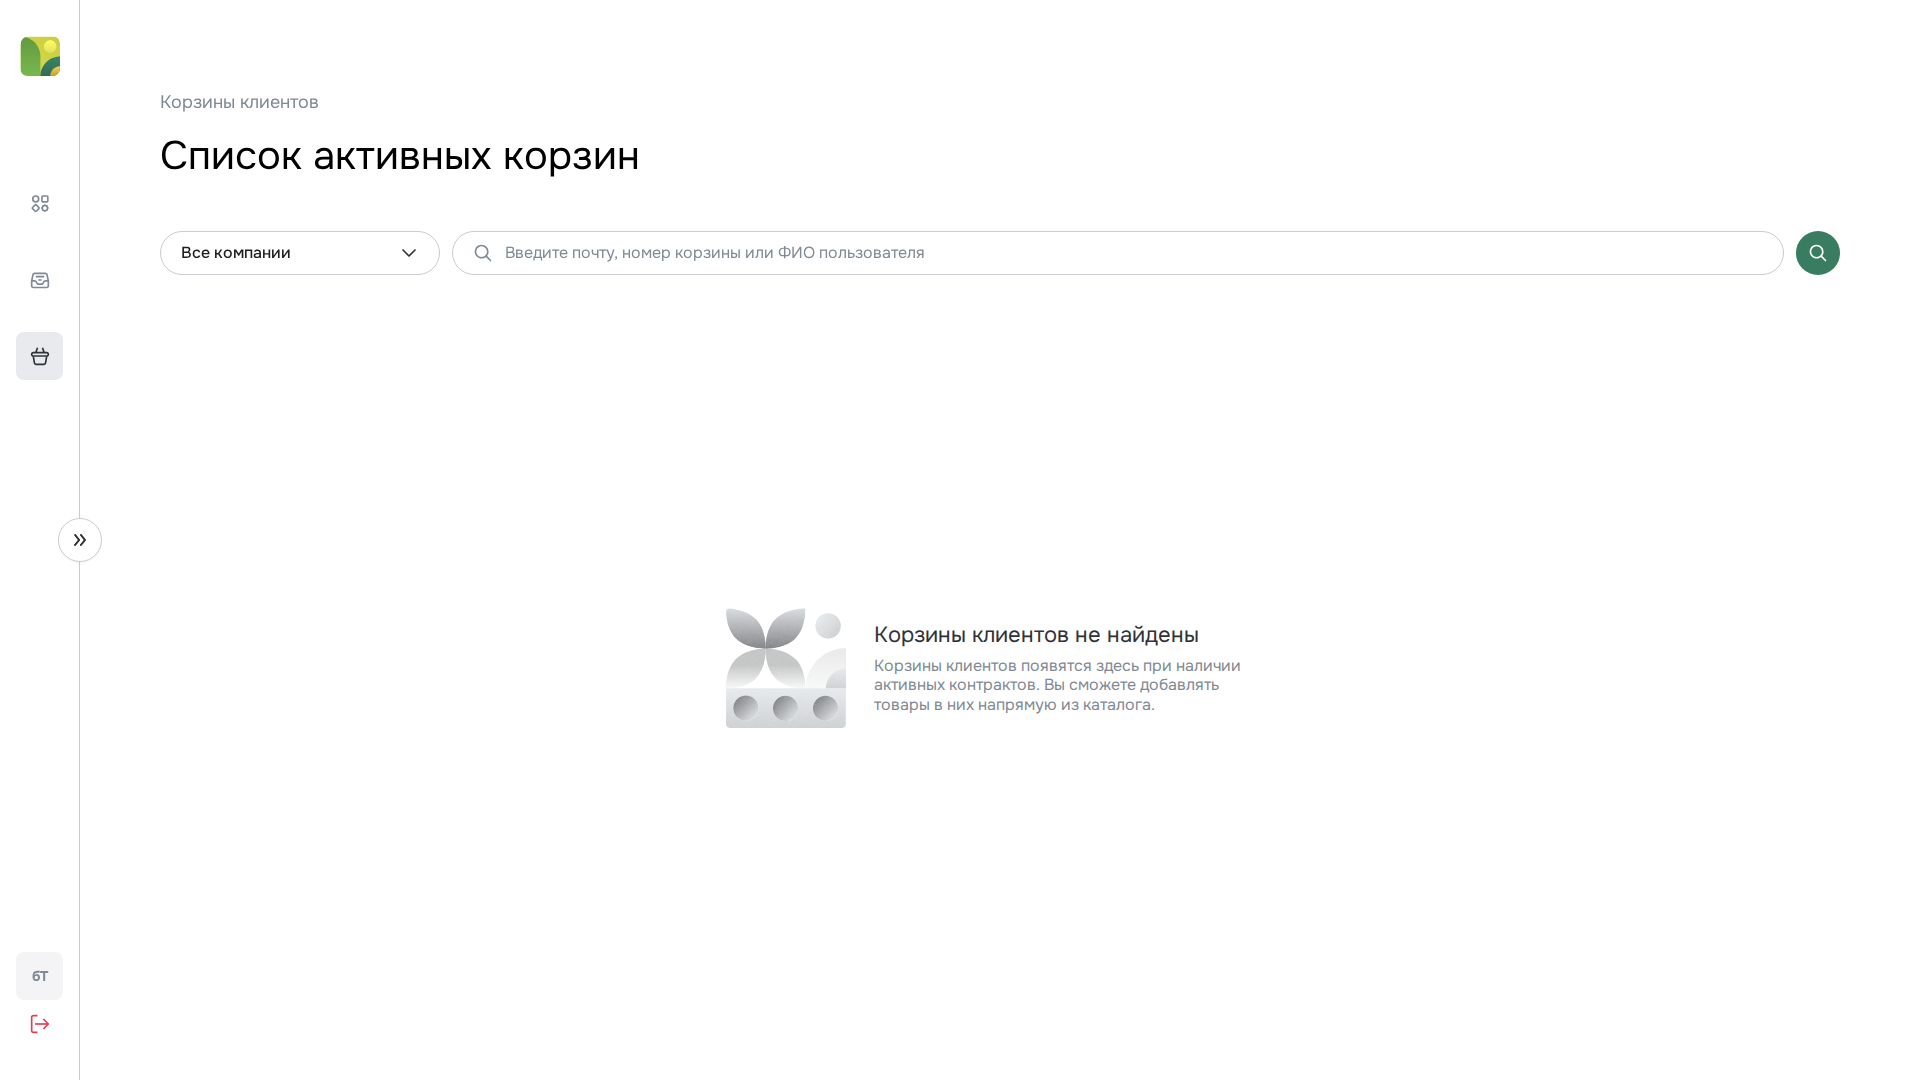 Корзины клиентов
Список активных корзин
Все компании
Введите почту, номер корзины или ФИО пользователя
Корзины клиентов не найдены
Корзины клиентов появятся здесь при наличии
активных контрактов. Вы сможете добавлять
товары в них напрямую из каталога.
6Т